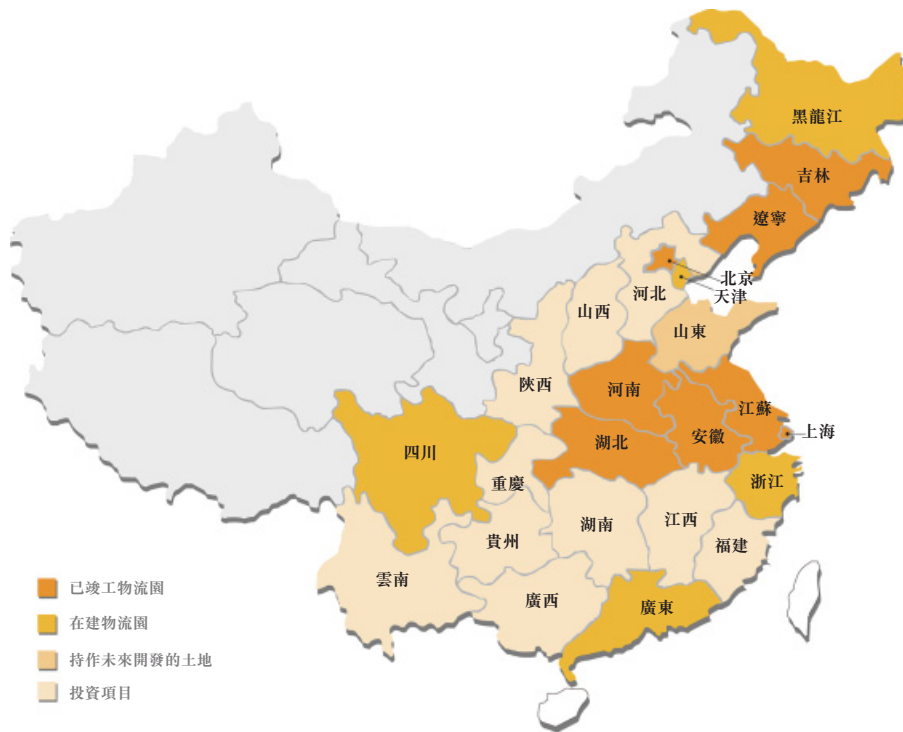 黑龍江
吉林
遼寧
北京
天津
河北
山西
山東
陝西
河南
江蘇
安徽
上海
湖北
四川
重慶
浙江
湖南
江西
貴州
福建
雲南
廣西
廣東
已竣工物流園
在建物流園
持作未來開發的土地
投資項目